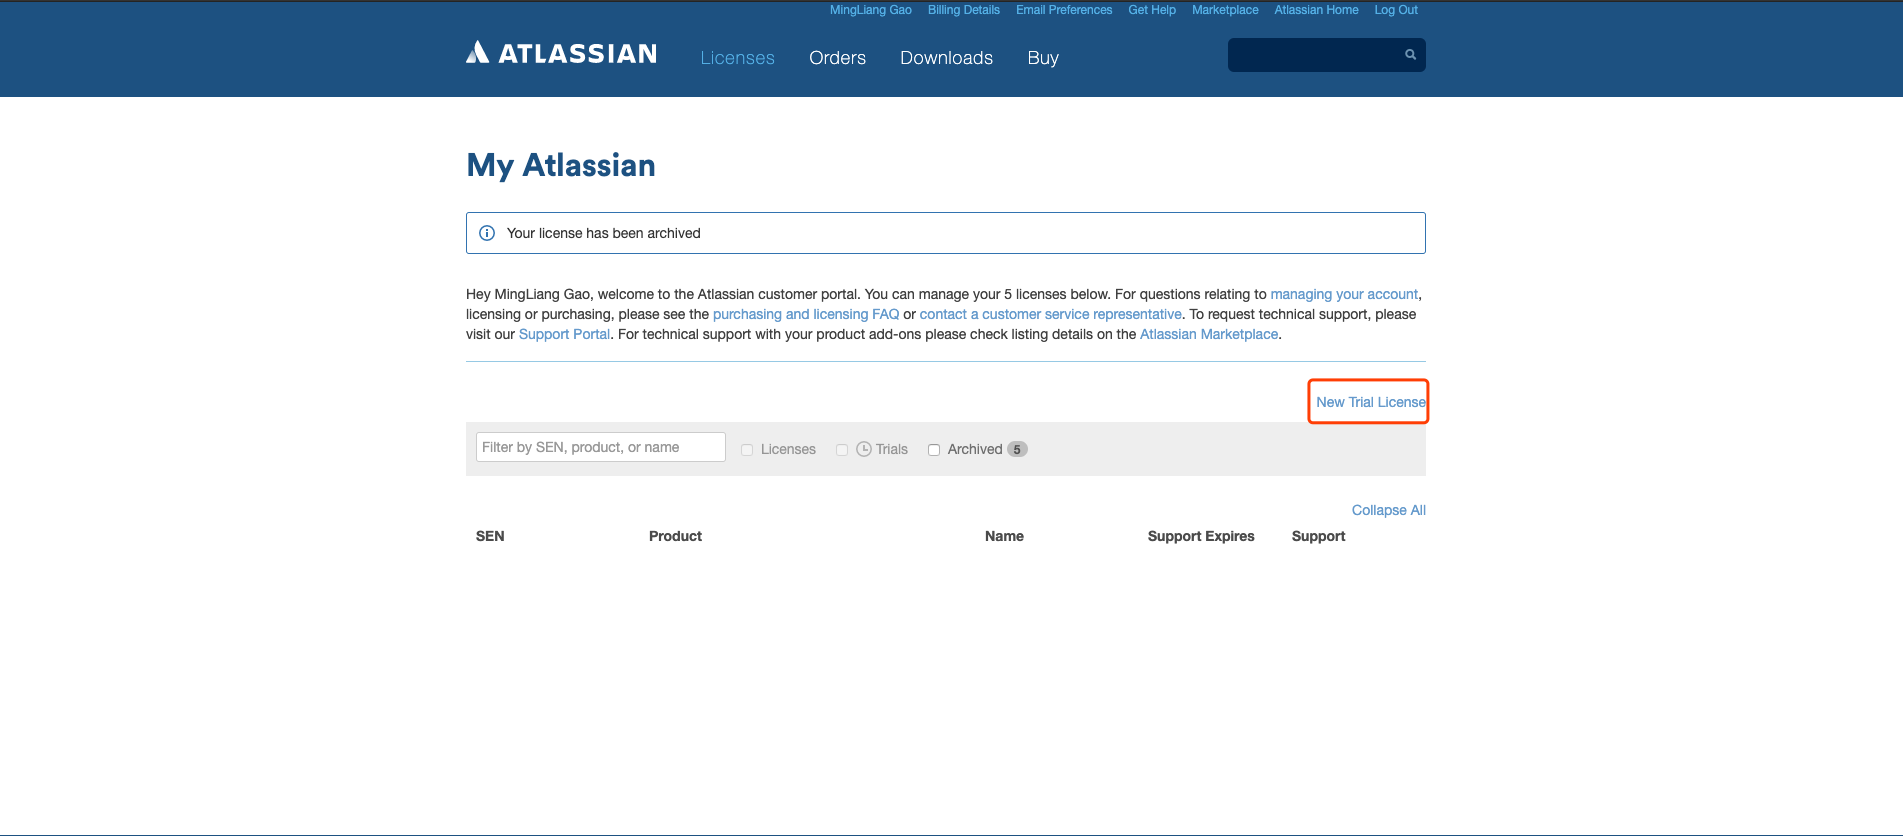 MingLiang Gao Billing Details Email Preferences Get Help Marketplace Atlassian Home Log Out
ATLASSIAN Licenses Orders Downloads Buy
My Atlassian
Your license has been archived
Hey MingLiang Gao, welcome to the Atlassian customer portal. You can manage your 5 licenses below. For questions relating to managing your account,
licensing or purchasing, please see the purchasing and licensing FAQ or contact a customer service representative. To request technical support, please
visit our Support Portal. For technical support with your product add-ons please check listing details on the Atlassian Marketplace.
New Trial License
Filter by SEN, product, or name Licenses Trials Archived 5
Collapse All
SEN Product Name Support Expires Support